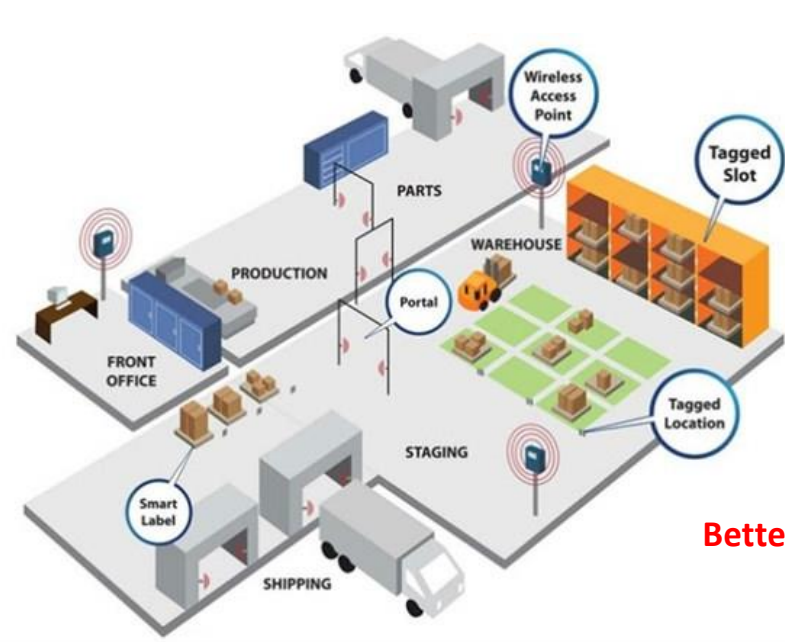 Wireless
Access
Point
Tagged
Slot
PARTS
WAREHOUSE
PRODUCTION
Portal
FRONT
OFFICE
Tagged
Location
STAGING
Smart
Label
Bette
SHIPPING